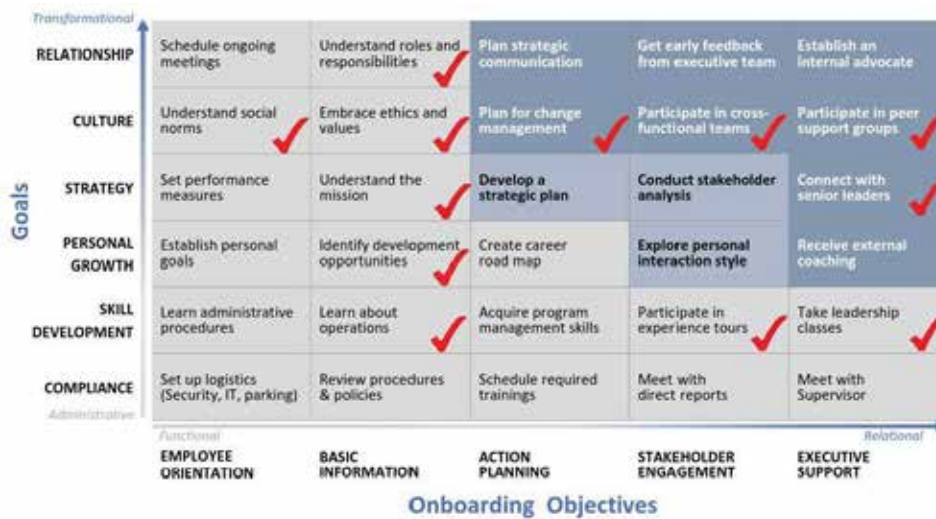 Transformational
RELATIONSHIP
Schedule ongoing
meetings
Understand roles and
responsibilities
Plan strategic
communication
Get early feedback
from executive team
Establish an
internal advocate
CULTURE
Understand social
norms
Embrace ethics and
values
Plan for change
management
Participate in cross-
functional teams
Participate in peer
support groups
Goals
STRATEGY
Set performance
measures
Understand the
mission
Develop a
strategic plan
Conduct stakeholder
analysis
Connect with
senior leaders
PERSONAL
GROWTH
Establish personal
goals
Identify development
opportunities
Create career
road map
Explore personal
interaction style
Receive external
coaching
SKILL
DEVELOPMENT
Learn administrative
procedures
Learn about
operations
Acquire program
management skills
Participate in
experience tours
Take leadership
classes
COMPLIANCE
Set up logistics
(Security, IT, parking)
Review procedures
& policies
Schedule required
trainings
Meet with
direct reports
Meet with
Supervisor
Administrative
Functional
Relational
EMPLOYEE
ORIENTATION
BASIC
INFORMATION
ACTION
PLANNING
STAKEHOLDER
ENGAGEMENT
EXECUTIVE
SUPPORT
Onboarding Objectives